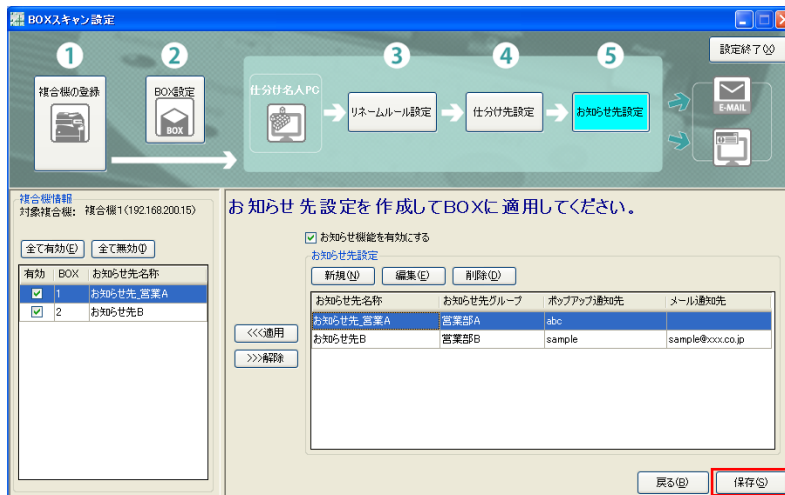 BOXスキャン設定
設定終了(X)
1
2
3
4
5
複合機の登録
BOX設定
BOX
仕分け名人PC
リネームルール設定
仕分け先設定
お知らせ先設定
E-MAIL
複合機情報
対象複合機: 複合機1(192.168.200.15)
全て有効(E) 全て無効(I)
有効 BOX お知らせ先名称
1 お知らせ先_営業A
2 お知らせ先B
お知らせ先設定を作成してBOXに適用してください。
お知らせ機能を有効にする
お知らせ先設定
新規(N) 編集(E) 削除(D)
お知らせ先名称 お知らせ先グループ ポップアップ通知先 メール通知先
お知らせ先_営業A 営業部A abc
お知らせ先B 営業部B sample sample@xxx.co.jp
<<<適用
>>>解除
戻る(B) 保存(S)